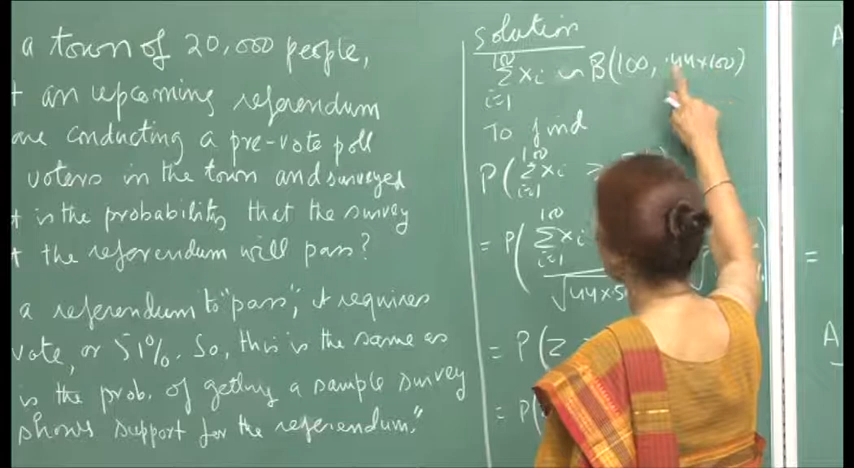 a town of 20,000 people,
an upcoming referendum
are conducting a pre-vote poll
voters in the town and surveyed
t is the probability that the survey
t the referendum will pass?
a referendum to "pass", it requires
vote, or 51%. So, this is the same as
is the prob. of getting a sample survey
shows support for the referendum."
Solution
100
Σ Xi ~ B(100, .44×100)
i=1
To find
100
P( Σ Xi ≥
i=1
100
= P( Σ Xi
i=1
√44×5
= P(Z
= P(
=
A